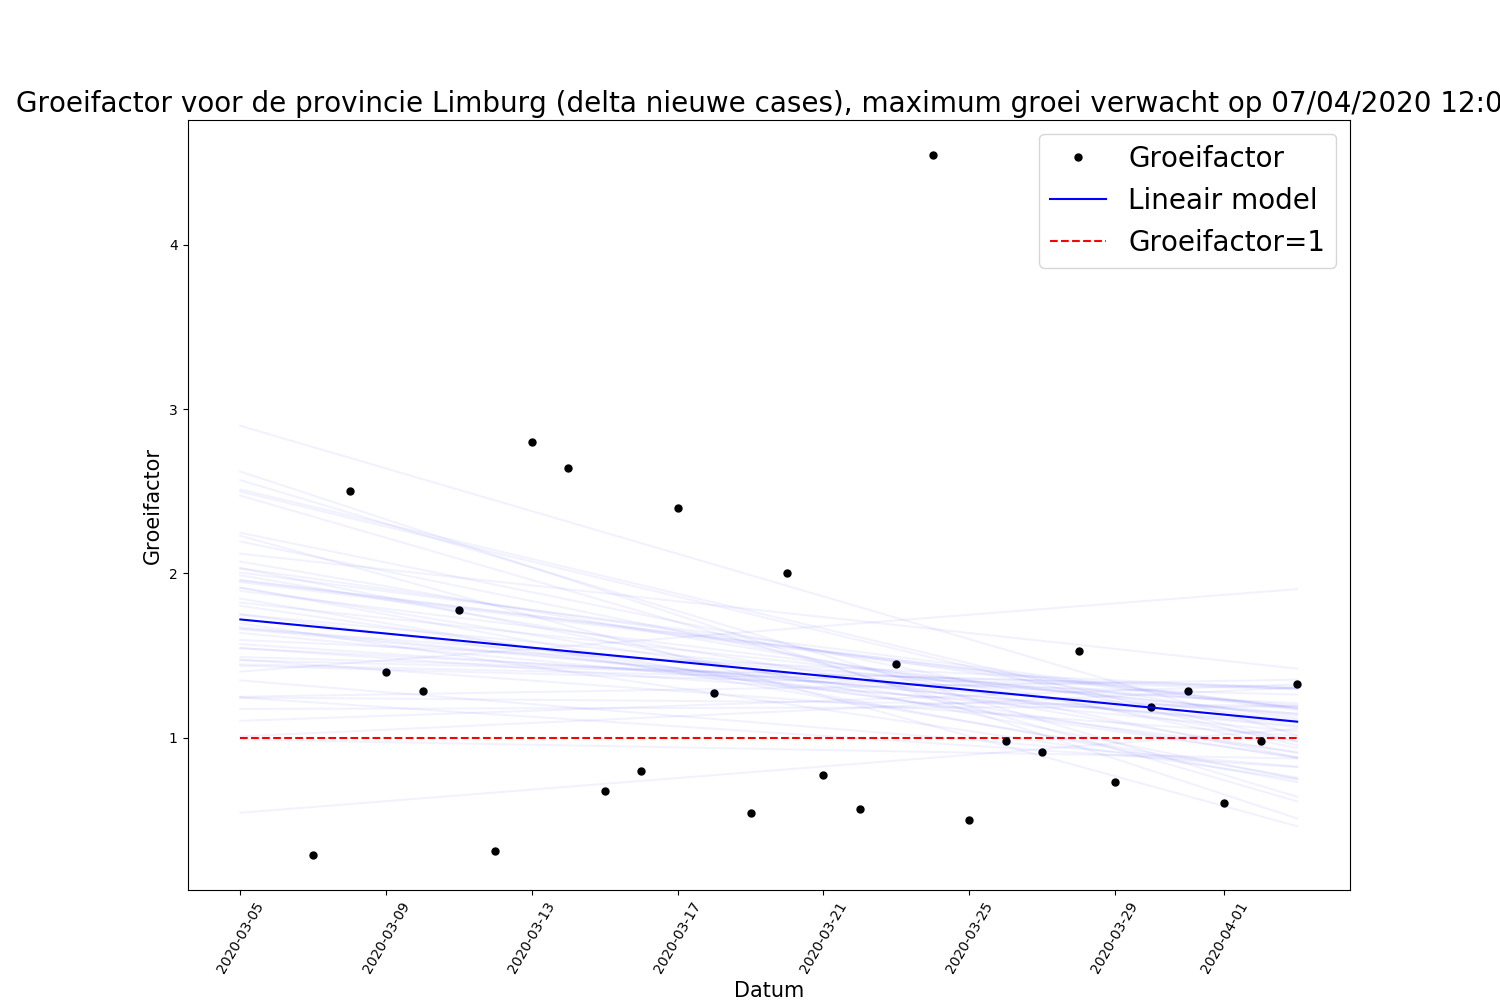 Groeifactor voor de provincie Limburg (delta nieuwe cases), maximum groei verwacht op 07/04/2020 12:0
Groeifactor
Lineair model
Groeifactor=1
4
3
2
1
Groeifactor
2020-03-05
2020-03-09
2020-03-13
2020-03-17
2020-03-21
2020-03-25
2020-03-29
2020-04-01
Datum